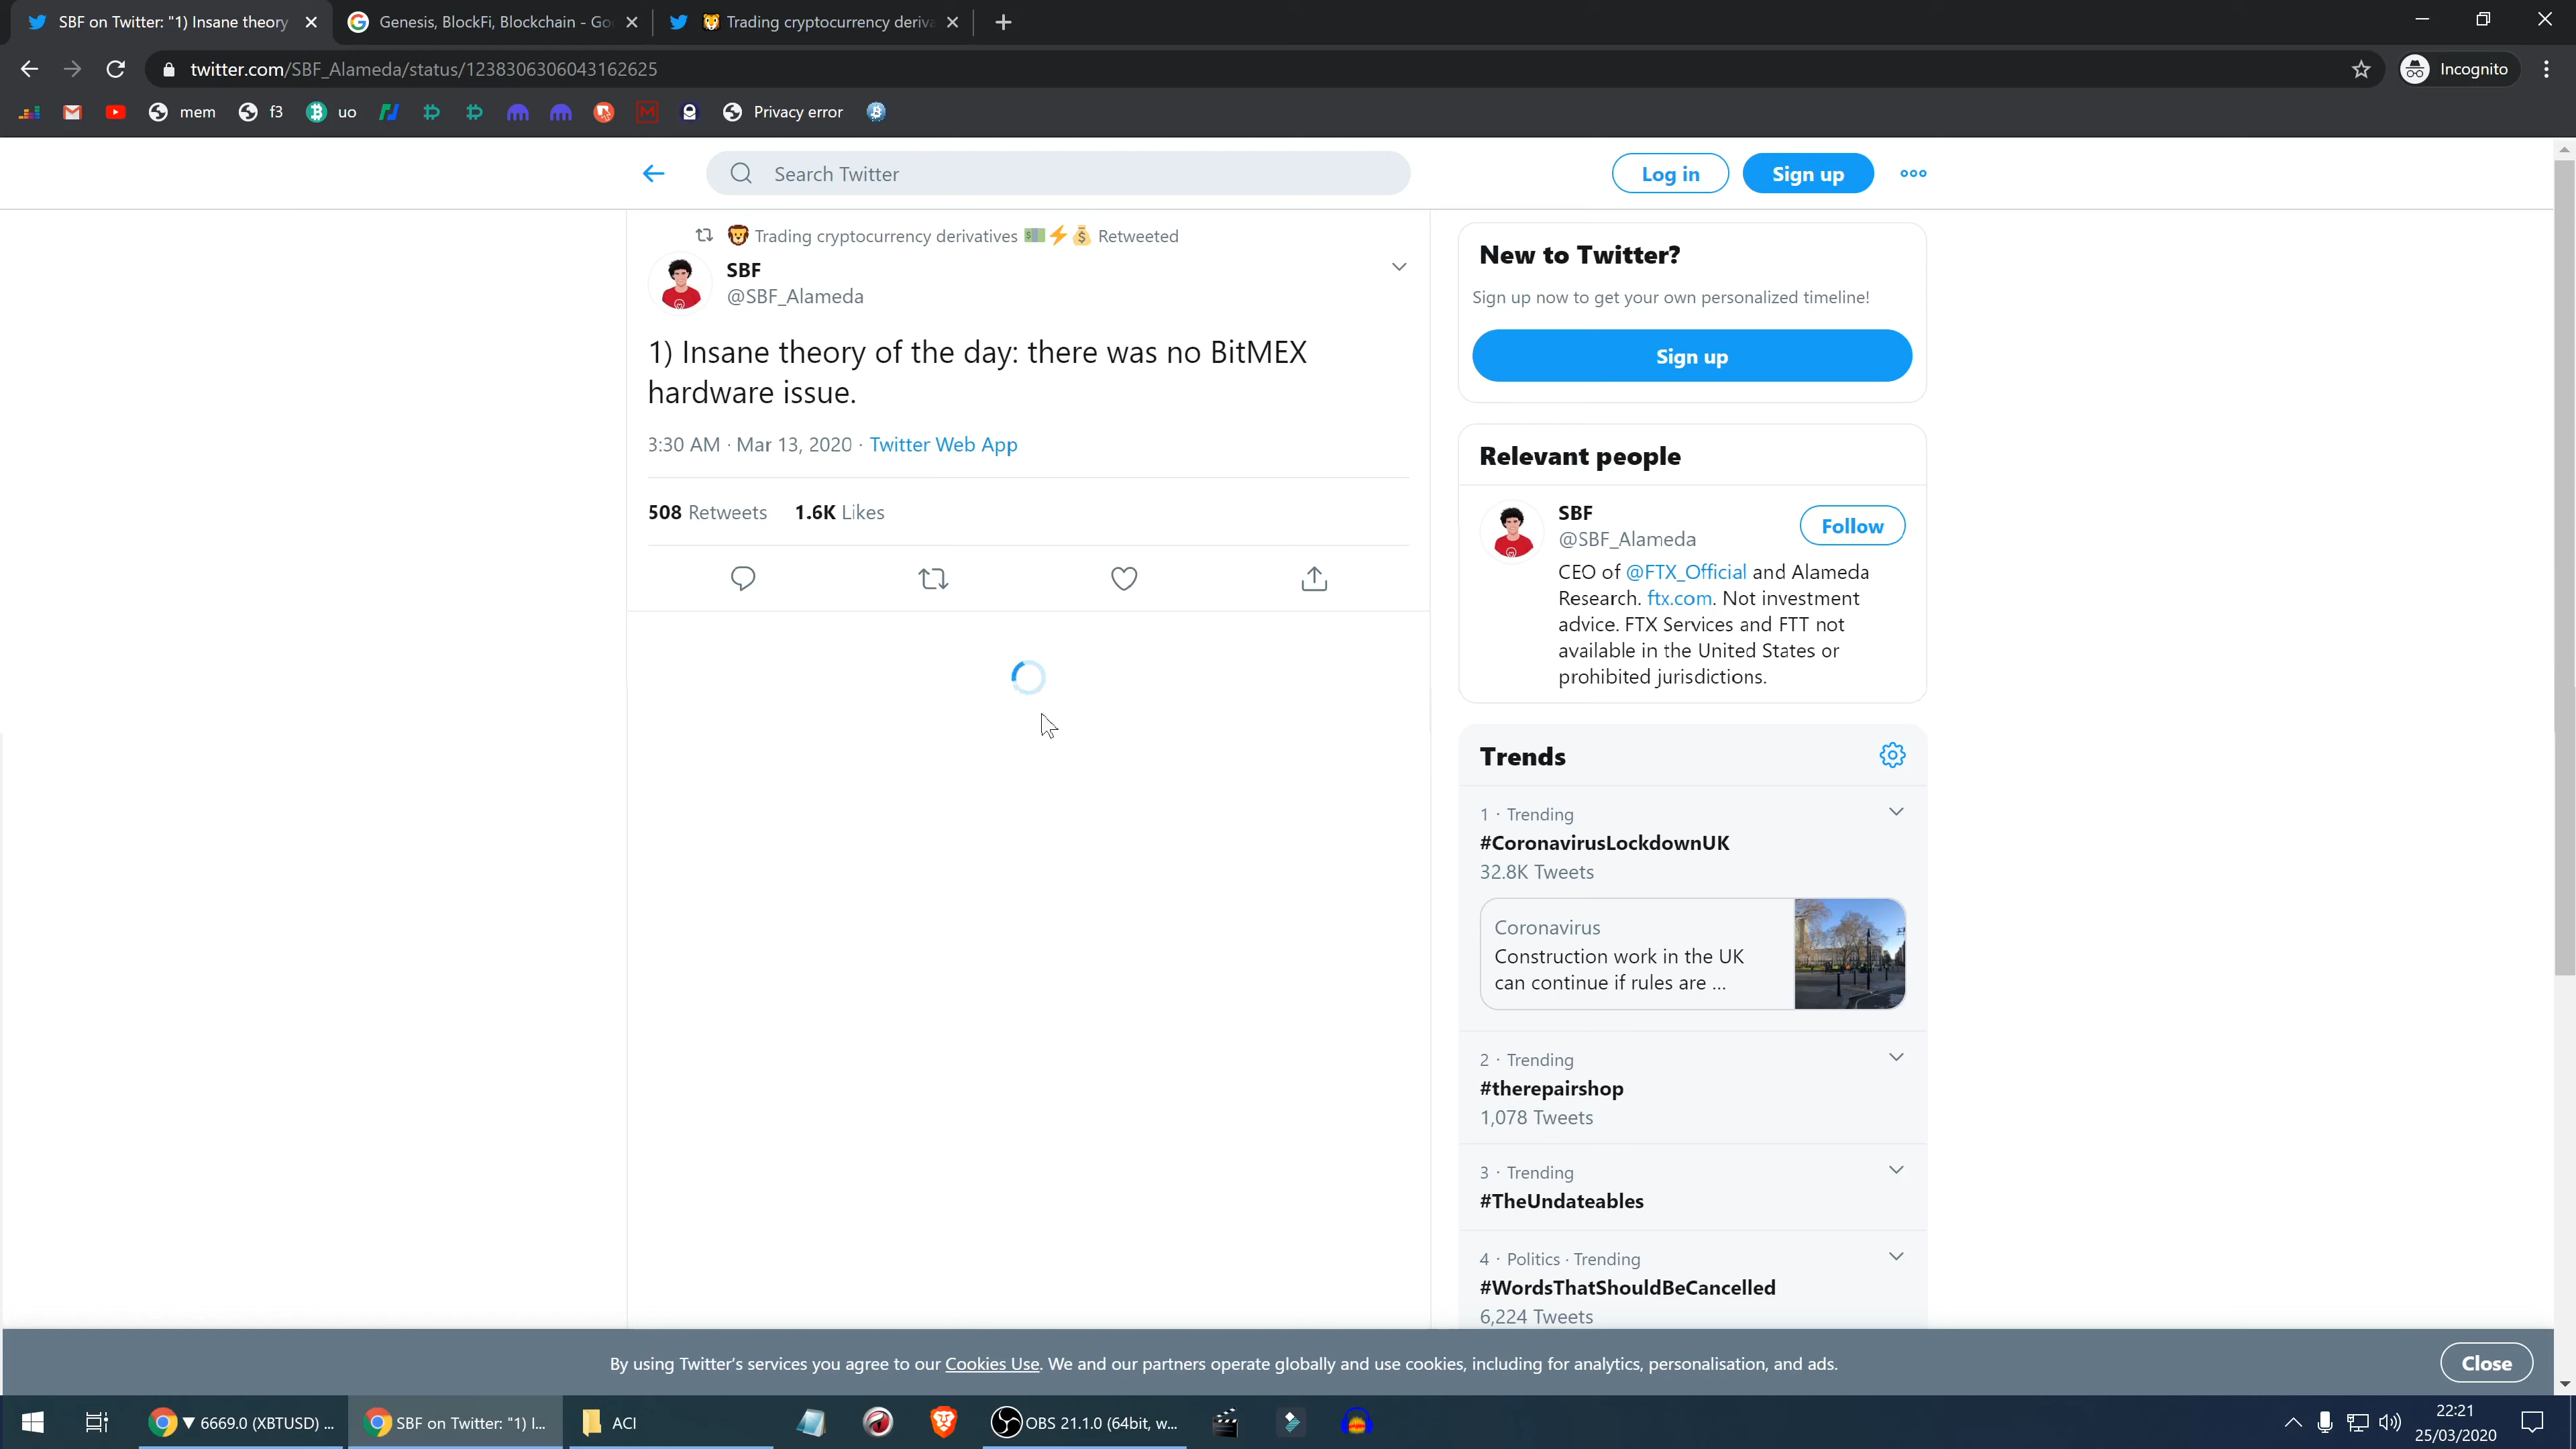 SBF on Twitter: "1) Insane theory
Genesis, BlockFi, Blockchain - Go
Trading cryptocurrency deriva
twitter.com/SBF_Alameda/status/1238306306043162625
Incognito
mem
f3
uo
Privacy error
Search Twitter
Log in
Sign up
Trading cryptocurrency derivatives Retweeted
SBF
@SBF_Alameda
1) Insane theory of the day: there was no BitMEX
hardware issue.
3:30 AM · Mar 13, 2020 · Twitter Web App
508 Retweets 1.6K Likes
New to Twitter?
Sign up now to get your own personalized timeline!
Sign up
Relevant people
SBF
@SBF_Alameda
Follow
CEO of @FTX_Official and Alameda
Research. ftx.com. Not investment
advice. FTX Services and FTT not
available in the United States or
prohibited jurisdictions.
Trends
1 · Trending
#CoronavirusLockdownUK
32.8K Tweets
Coronavirus
Construction work in the UK
can continue if rules are ...
2 · Trending
#therepairshop
1,078 Tweets
3 · Trending
#TheUndateables
4 · Politics · Trending
#WordsThatShouldBeCancelled
6,224 Tweets
By using Twitter's services you agree to our Cookies Use. We and our partners operate globally and use cookies, including for analytics, personalisation, and ads.
Close
▼ 6669.0 (XBTUSD) ...
SBF on Twitter: "1) I...
ACI
OBS 21.1.0 (64bit, w...
22:21
25/03/2020